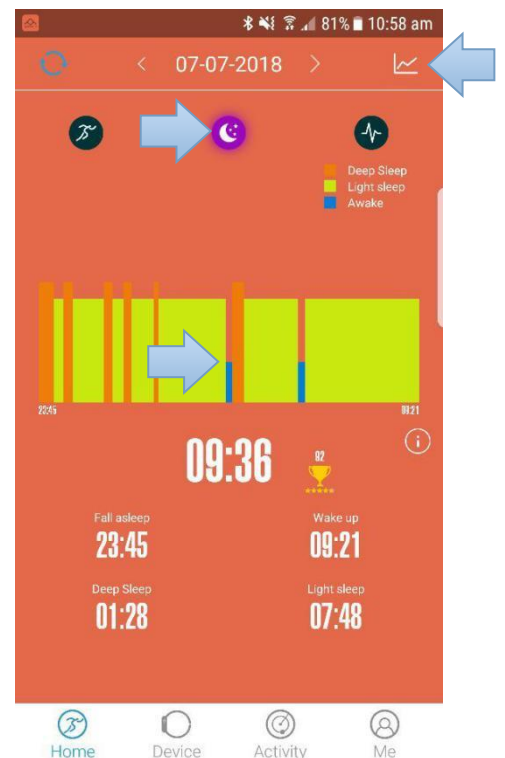 81% 10:58 am
07-07-2018
Deep Sleep
Light sleep
Awake
23:45
09:21
09:36
82
Fall asleep
Wake up
23:45
09:21
Deep Sleep
Light sleep
01:28
07:48
Home
Device
Activity
Me